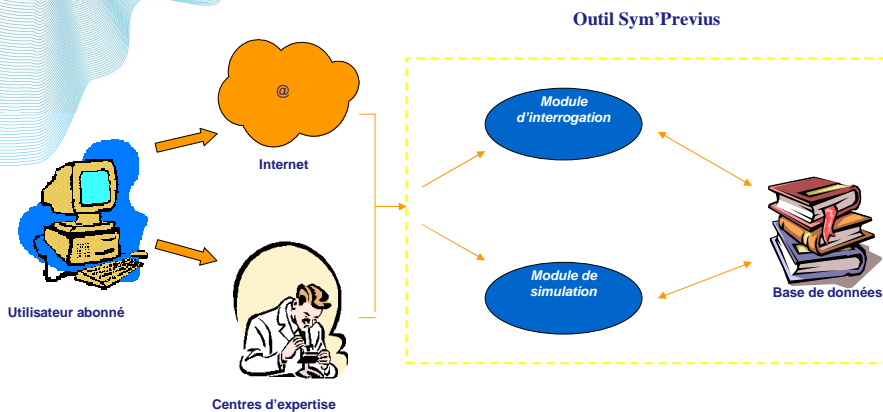 Outil Sym'Previus
@
Internet
Module
d'interrogation
Utilisateur abonné
Module de
simulation
Base de données
Centres d'expertise